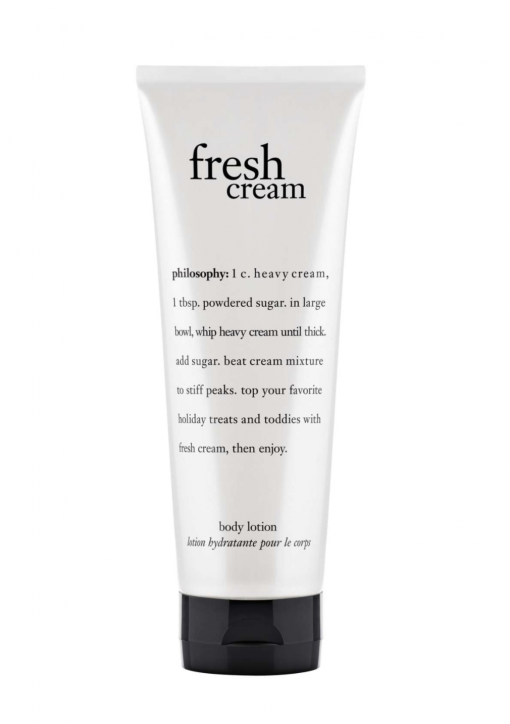 fresh
cream
philosophy: 1 c. heavy cream,
1 tbsp. powdered sugar. in large
bowl, whip heavy cream until thick.
add sugar. beat cream mixture
to stiff peaks. top your favorite
holiday treats and toddies with
fresh cream, then enjoy.
body lotion
lotion hydratante pour le corps